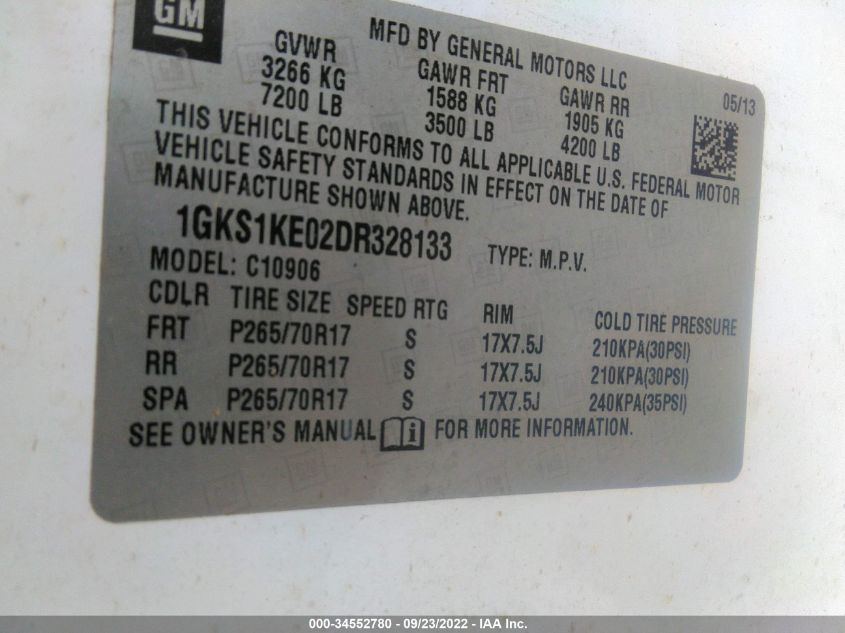 GM
MFD BY GENERAL MOTORS LLC
GVWR GAWR FRT GAWR RR 05/13
3266 KG 1588 KG 1905 KG
7200 LB 3500 LB 4200 LB
THIS VEHICLE CONFORMS TO ALL APPLICABLE U.S. FEDERAL MOTOR
VEHICLE SAFETY STANDARDS IN EFFECT ON THE DATE OF
MANUFACTURE SHOWN ABOVE.
1GKS1KE02DR328133 TYPE: M.P.V.
MODEL: C10906
CDLR TIRE SIZE SPEED RTG RIM COLD TIRE PRESSURE
FRT P265/70R17 S 17X7.5J 210KPA(30PSI)
RR P265/70R17 S 17X7.5J 210KPA(30PSI)
SPA P265/70R17 S 17X7.5J 240KPA(35PSI)
SEE OWNER'S MANUAL FOR MORE INFORMATION.
000-34552780 - 09/23/2022 - IAA Inc.